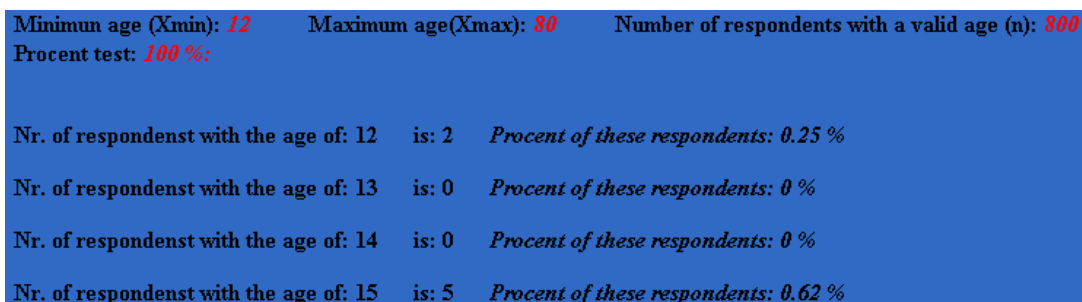 Minimun age (Xmin): 12 Maximum age(Xmax): 80 Number of respondents with a valid age (n): 800
Procent test: 100 %:
Nr. of respondenst with the age of: 12 is: 2 Procent of these respondents: 0.25 %
Nr. of respondenst with the age of: 13 is: 0 Procent of these respondents: 0 %
Nr. of respondenst with the age of: 14 is: 0 Procent of these respondents: 0 %
Nr. of respondenst with the age of: 15 is: 5 Procent of these respondents: 0.62 %